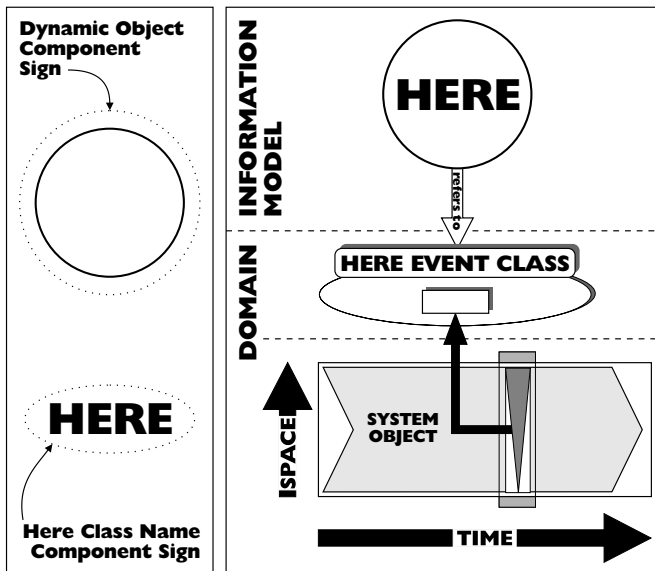 Dynamic Object
Component
Sign
HERE
Here Class Name
Component Sign
INFORMATION
MODEL
HERE
refers to
DOMAIN
HERE EVENT CLASS
SPACE
SYSTEM
OBJECT
TIME